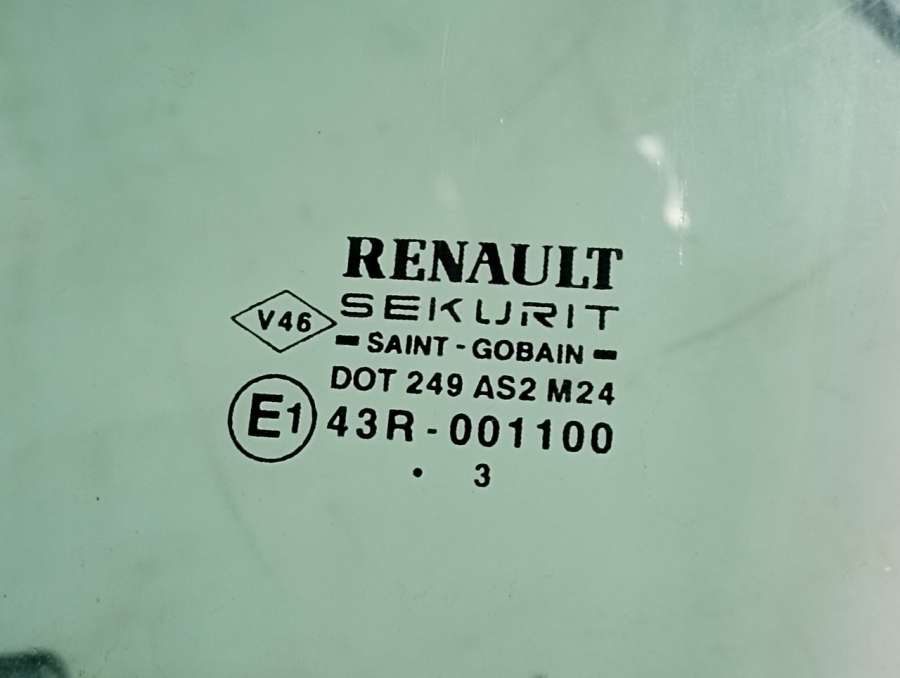 RENAULT
SEKURIT
V46
SAINT - GOBAIN
DOT 249 AS2 M24
E1 43R - 001100
. 3